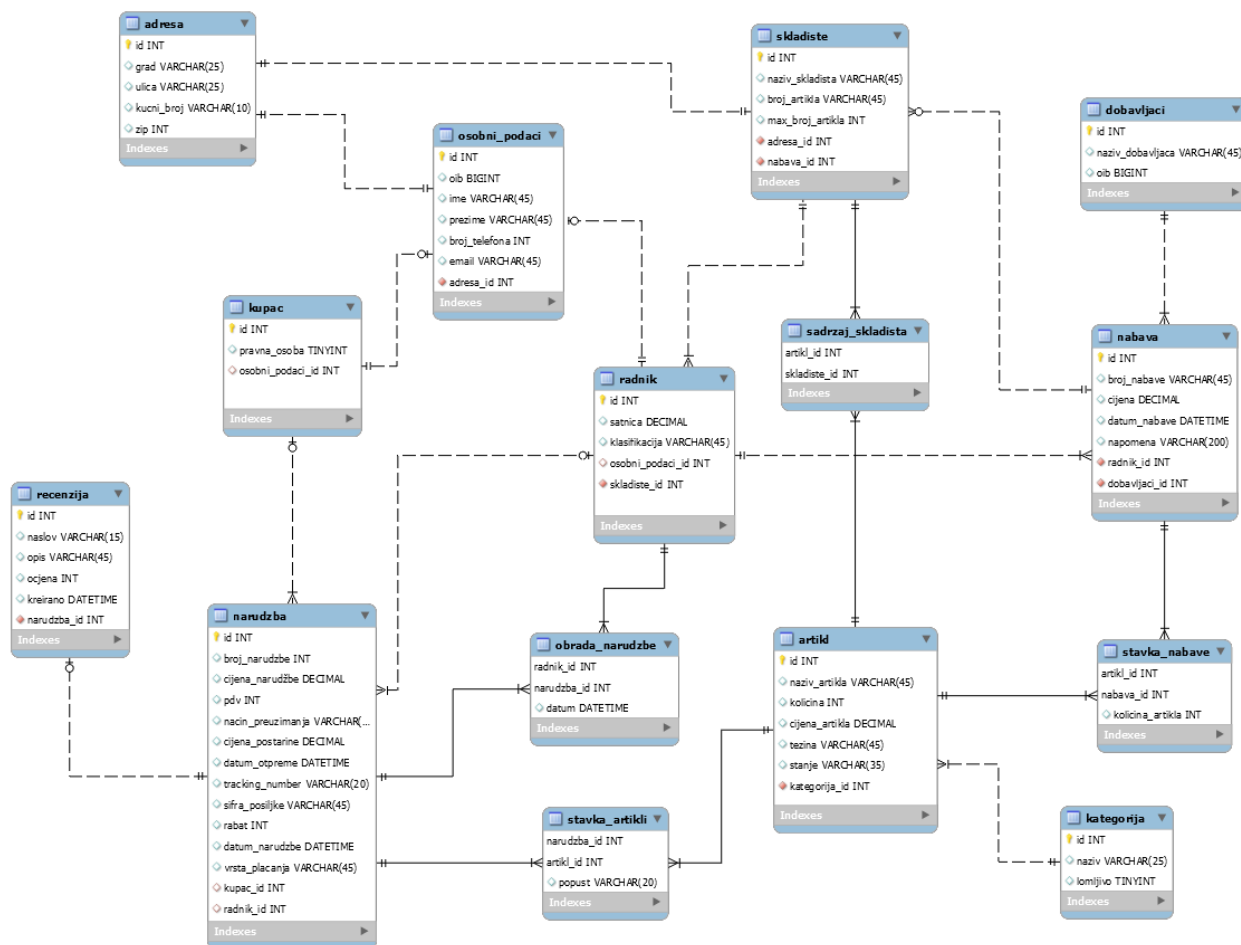 adresa
id INT
grad VARCHAR(25)
ulica VARCHAR(25)
kucni_broj VARCHAR(10)
zip INT
Indexes
skladiste
id INT
naziv_skladista VARCHAR(45)
broj_artikla VARCHAR(45)
max_broj_artikla INT
adresa_id INT
nabava_id INT
Indexes
dobavljaci
id INT
naziv_dobavljaca VARCHAR(45)
oib BIGINT
Indexes
osobni_podaci
id INT
oib BIGINT
ime VARCHAR(45)
prezime VARCHAR(45)
broj_telefona INT
email VARCHAR(45)
adresa_id INT
Indexes
kupac
id INT
pravna_osoba TINYINT
osobni_podaci_id INT
Indexes
sadrzaj_skladista
artikl_id INT
skladiste_id INT
Indexes
nabava
id INT
broj_nabave VARCHAR(45)
cijena DECIMAL
datum_nabave DATETIME
napomena VARCHAR(200)
radnik_id INT
dobavljaci_id INT
Indexes
radnik
id INT
satnica DECIMAL
klasifikacija VARCHAR(45)
osobni_podaci_id INT
skladiste_id INT
Indexes
recenzija
id INT
naslov VARCHAR(15)
opis VARCHAR(45)
ocjena INT
kreirano DATETIME
narudzba_id INT
Indexes
narudzba
id INT
broj_narudzbe INT
cijena_narudžbe DECIMAL
pdv INT
nacin_preuzimanja VARCHAR(...
cijena_postarine DECIMAL
datum_otpreme DATETIME
tracking_number VARCHAR(20)
sifra_posiljke VARCHAR(45)
rabat INT
datum_narudzbe DATETIME
vrsta_placanja VARCHAR(45)
kupac_id INT
radnik_id INT
Indexes
obrada_narudzbe
radnik_id INT
narudzba_id INT
datum DATETIME
Indexes
artikl
id INT
naziv_artikla VARCHAR(45)
kolicina INT
cijena_artikla DECIMAL
tezina VARCHAR(45)
stanje VARCHAR(35)
kategorija_id INT
Indexes
stavka_nabave
artikl_id INT
nabava_id INT
kolicina_artikla INT
Indexes
stavka_artikli
narudzba_id INT
artikl_id INT
popust VARCHAR(20)
Indexes
kategorija
id INT
naziv VARCHAR(25)
lomljivo TINYINT
Indexes